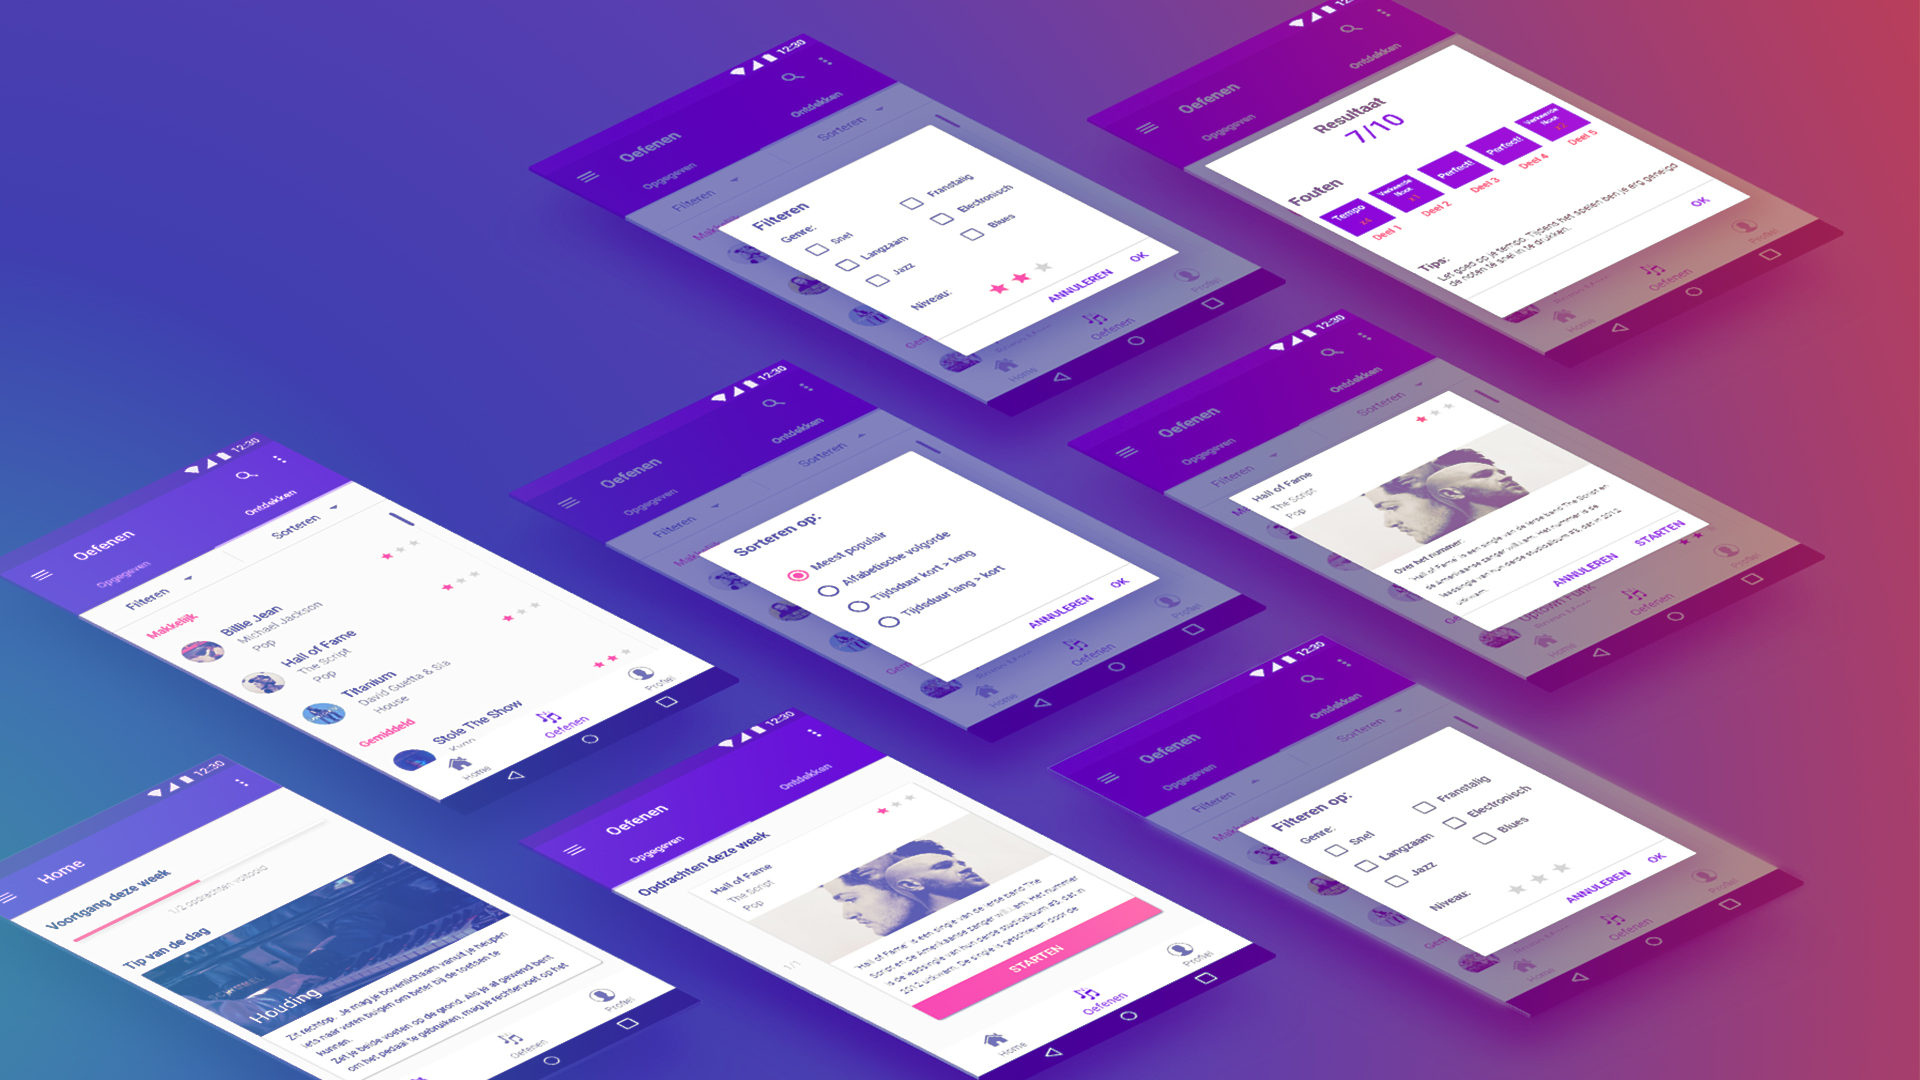 12:30
Oefenen
Opgegeven
Ontdekken
Filteren
Sorteren
Filteren
Genre:
Snel
Langzaam
Jazz
Franstalig
Electronisch
Blues
Niveau:
ANNULEREN
OK
Home
Oefenen
Profiel
Oefenen
Opgegeven
Ontdekken
Resultaat
7/10
Fouten
Tempo
x4
Deel 1
Verkeerde
Noot
x1
Deel 2
Perfect!
Deel 3
Perfect!
Deel 4
Verkeerde
Noot
x2
Deel 5
Tips:
Let goed op je tempo. Tijdens het spelen ben je erg geneigd
de noten te snel in te drukken.
OK
Home
Oefenen
Profiel
12:30
Oefenen
Opgegeven
Ontdekken
Filteren
Sorteren
Makkelijk
Billie Jean
Michael Jackson
Pop
Hall of Fame
The Script
Pop
Titanium
David Guetta & Sia
House
Gemiddeld
Stole The Show
Home
Oefenen
Profiel
12:30
Oefenen
Opgegeven
Ontdekken
Filteren
Sorteren
Sorteren op:
Meest populair
Alfabetische volgorde
Tijdsduur kort > lang
Tijdsduur lang > kort
ANNULEREN
OK
Home
Oefenen
Profiel
12:30
Oefenen
Opgegeven
Ontdekken
Filteren
Sorteren
Hall of Fame
The Script
Pop
Over het nummer
'Hall of Fame' is een single van de Ierse band The Script en
de Amerikaanse zanger will.i.am. Het nummer is de
leadsingle van hun derde studioalbum #3, dat in 2012
uitkwam.
ANNULEREN
STARTEN
Uptown Funk
Home
Oefenen
Profiel
12:30
Home
Voortgang deze week
1/2 opdrachten voltooid
Tip van de dag
Houding
Zit rechtop. Je mag je bovenlichaam vanuit je heupen
iets naar voren buigen om beter bij de toetsen te
kunnen.
Zet je beide voeten op de grond. Als je al gewend bent
om het pedaal te gebruiken, mag je rechtervoet op het
Oefenen
Profiel
12:30
Oefenen
Opgegeven
Ontdekken
Opdrachten deze week
Hall of Fame
The Script
Pop
'Hall of Fame' is een single van de Ierse band The
Script en de Amerikaanse zanger will.i.am. Het nummer
is de leadsingle van hun derde studioalbum #3, dat in
2012 uitkwam. De single is geschreven door de
1/1
STARTEN
Home
Oefenen
Profiel
12:30
Oefenen
Opgegeven
Ontdekken
Filteren
Sorteren
Filteren op:
Genre:
Snel
Langzaam
Jazz
Franstalig
Electronisch
Blues
Niveau:
ANNULEREN
OK
Home
Oefenen
Profiel